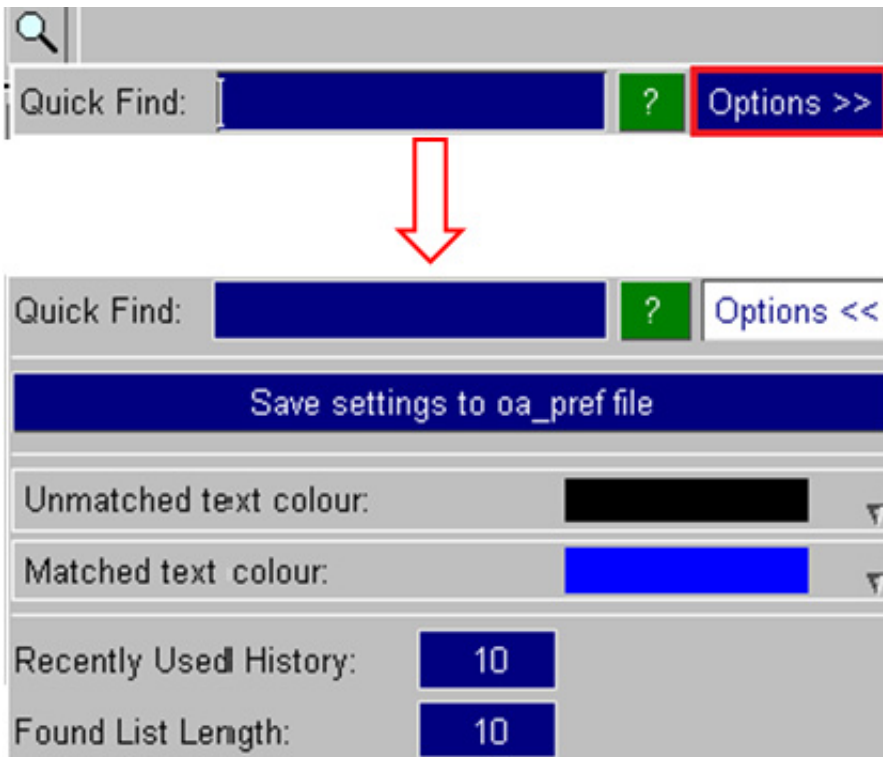 Quick Find: ? Options >>
Quick Find: ? Options <<
Save settings to oa_pref file
Unmatched text colour:
Matched text colour:
Recently Used History: 10
Found List Length: 10